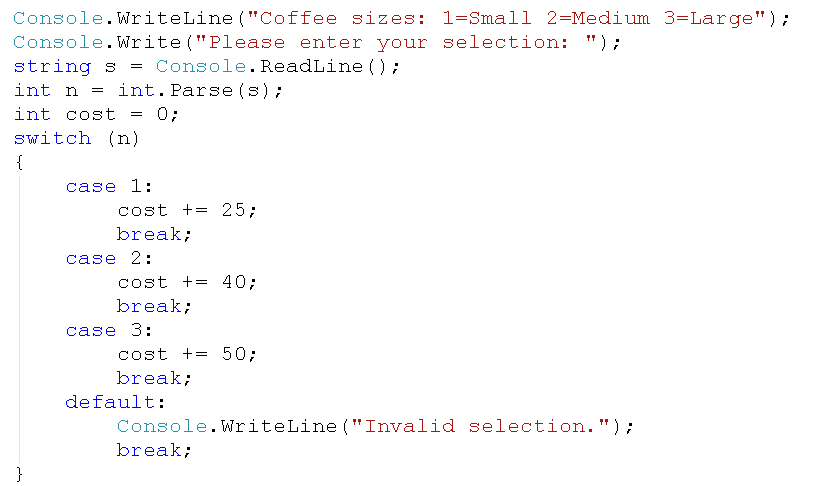 Console.WriteLine("Coffee sizes: 1=Small 2=Medium 3=Large");
Console.Write("Please enter your selection: ");
string s = Console.ReadLine();
int n = int.Parse(s);
int cost = 0;
switch (n)
{
    case 1:
        cost += 25;
        break;
    case 2:
        cost += 40;
        break;
    case 3:
        cost += 50;
        break;
    default:
        Console.WriteLine("Invalid selection.");
        break;
}